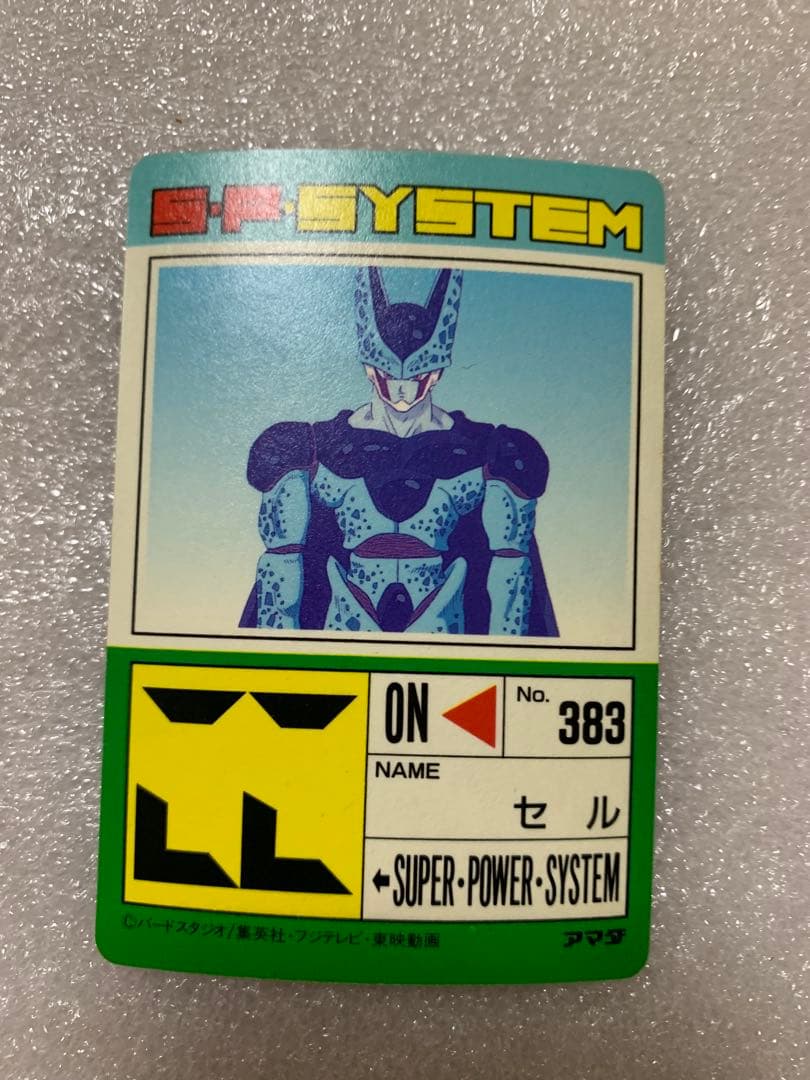 S・P・SYSTEM
ON
No. 383
NAME
セル
←SUPER・POWER・SYSTEM
©バードスタジオ/集英社・フジテレビ・東映動画
アマダ